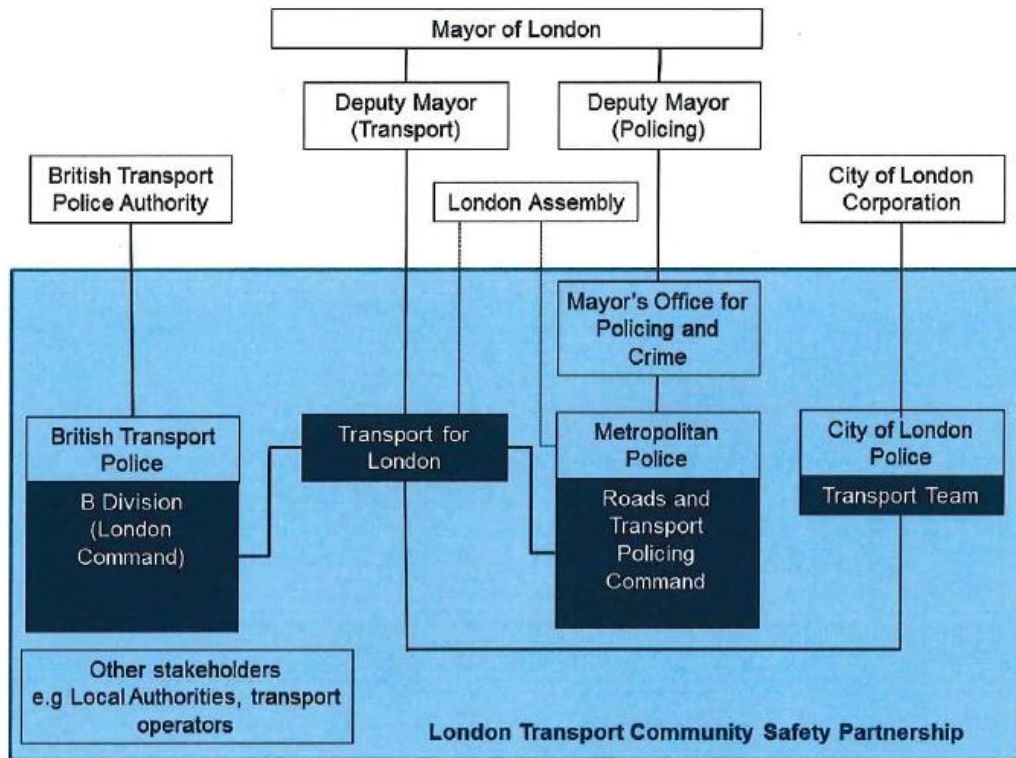 Mayor of London
Deputy Mayor
(Transport)
Deputy Mayor
(Policing)
British Transport
Police Authority
London Assembly
City of London
Corporation
Mayor's Office for
Policing and
Crime
British Transport
Police
B Division
(London
Command)
Transport for
London
Metropolitan
Police
Roads and
Transport
Policing
Command
City of London
Police
Transport Team
Other stakeholders
e.g Local Authorities, transport
operators
London Transport Community Safety Partnership